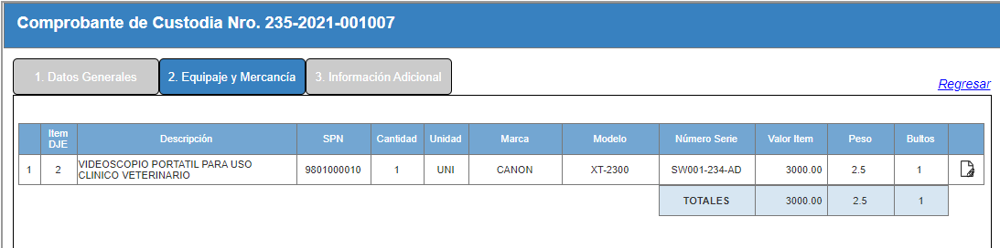 Comprobante de Custodia Nro. 235-2021-001007
1. Datos Generales 2. Equipaje y Mercancía 3. Información Adicional
Regresar
Item DJE Descripción SPN Cantidad Unidad Marca Modelo Número Serie Valor Item Peso Bultos
1 2 VIDEOSCOPIO PORTATIL PARA USO CLINICO VETERINARIO 9801000010 1 UNI CANON XT-2300 SW001-234-AD 3000.00 2.5 1
TOTALES 3000.00 2.5 1